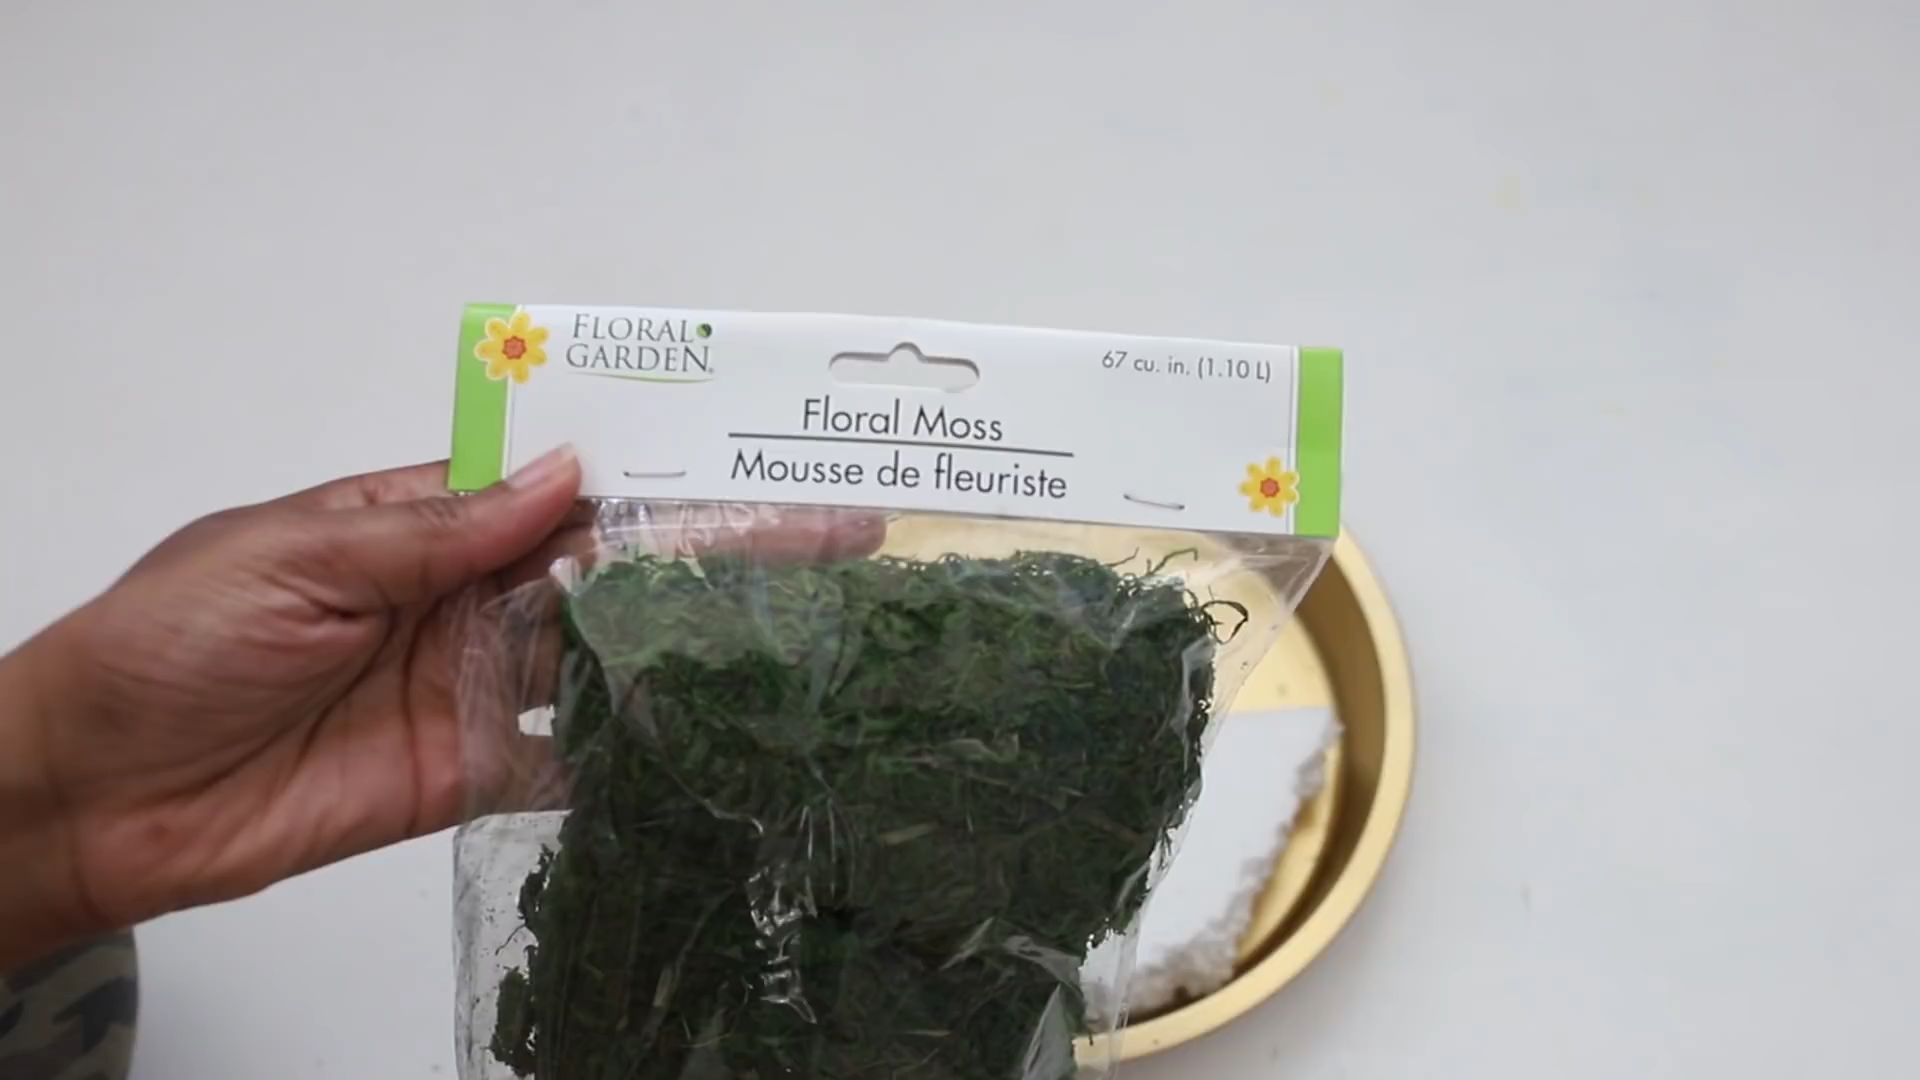 FLORAL
GARDEN
67 cu. in. (1.10 L)
Floral Moss
Mousse de fleuriste